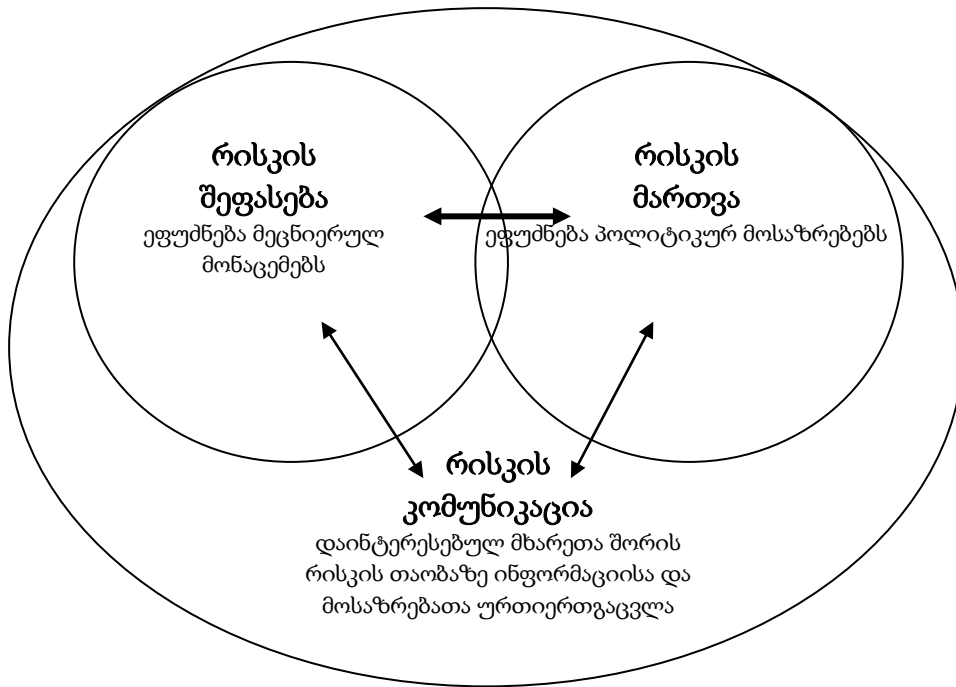 რისკის
შეფასება
ეფუძნება მეცნიერულ
მონაცემებს
რისკის
მართვა
ეფუძნება პოლიტიკურ მოსაზრებებს
რისკის
კომუნიკაცია
დაინტერესებულ მხარეთა შორის
რისკის თაობაზე ინფორმაციისა და
მოსაზრებათა ურთიერთგაცვლა